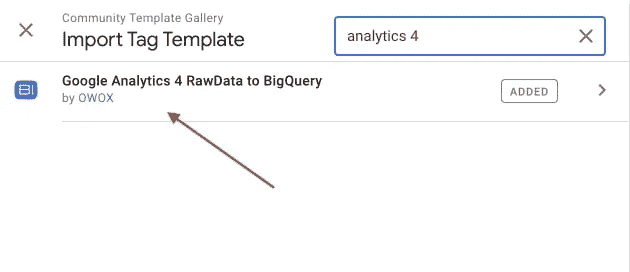 Community Template Gallery
Import Tag Template
analytics 4
Google Analytics 4 RawData to BigQuery
by OWOX
ADDED